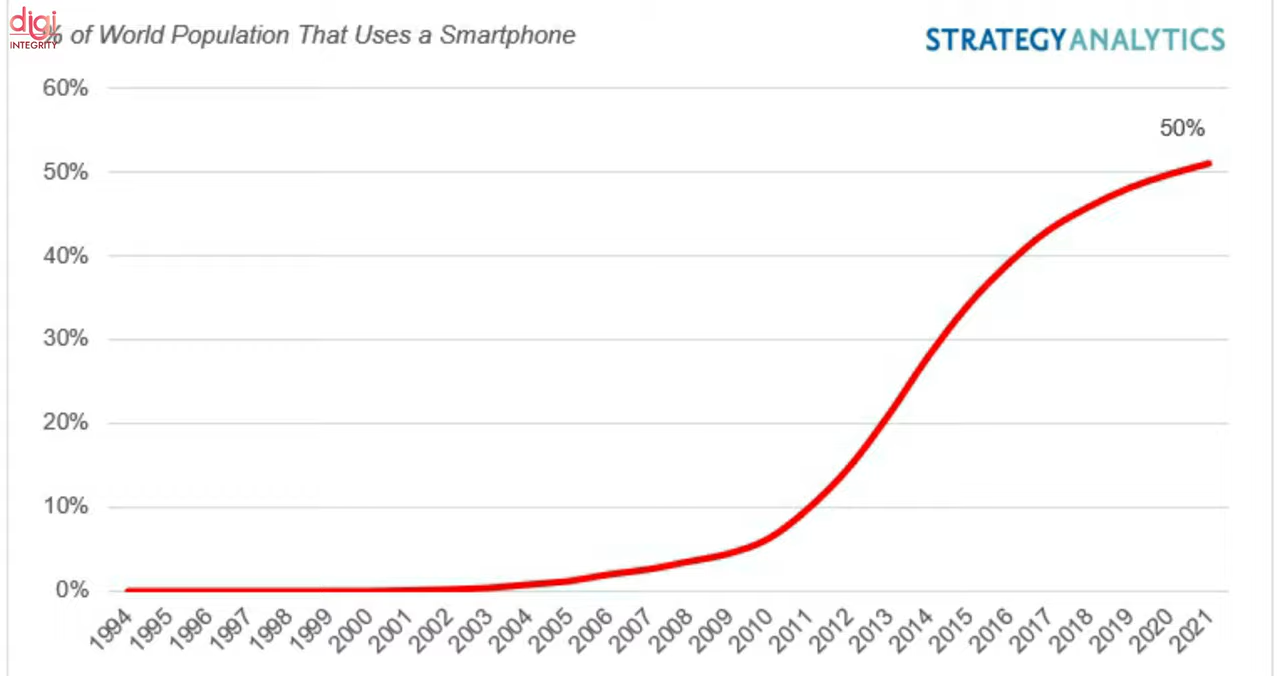 digi
INTEGRITY
% of World Population That Uses a Smartphone
STRATEGYANALYTICS
60%
50%
50%
40%
30%
20%
10%
0%
1994 1995 1996 1997 1998 1999 2000 2001 2002 2003 2004 2005 2006 2007 2008 2009 2010 2011 2012 2013 2014 2015 2016 2017 2018 2019 2020 2021